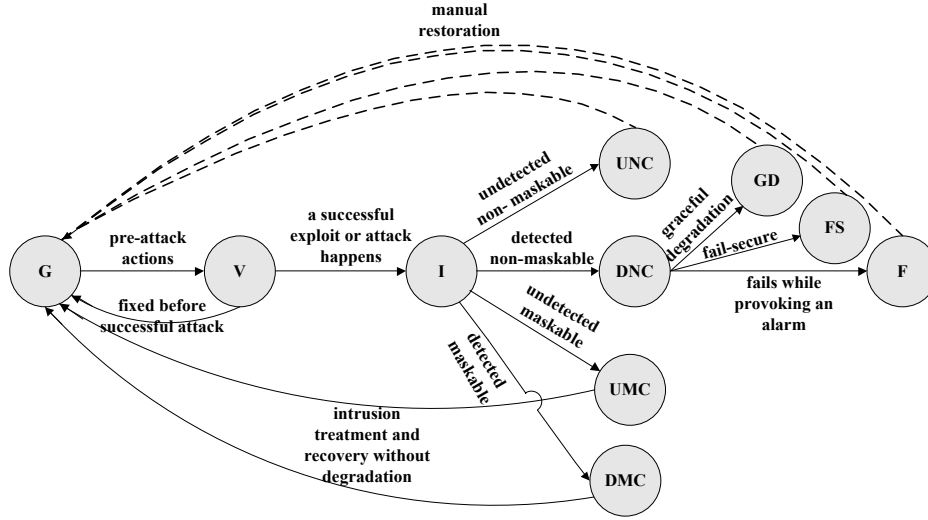 manual
restoration
UNC
GD
FS
undetected
non- maskable
graceful
degradation
a successful
exploit or attack
happens
pre-attack
actions
detected
non-maskable
fail-secure
G
V
I
DNC
F
fixed before
successful attack
fails while
provoking an
alarm
undetected
maskable
detected
maskable
UMC
intrusion
treatment and
recovery without
degradation
DMC